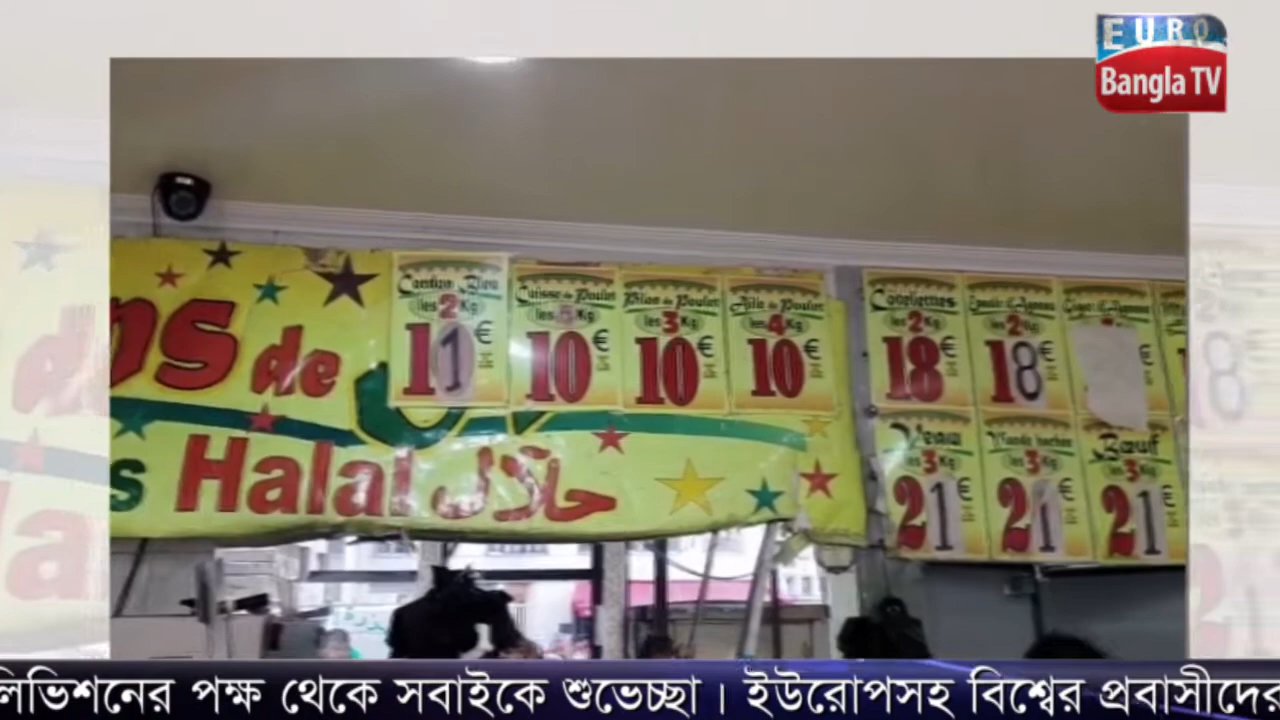 EURO
Bangla TV
Cordon Bleu
les 2 Kg
11 €
Cuisse de Poulet
les 5 Kg
10 €
Pilon de Poulet
les 3 Kg
10 €
Aile de Poulet
les 4 Kg
10 €
Cotelettes
les 2 Kg
18 €
les 2 Kg
18 €
ns de
s Halal حلال
Veau
les 3 Kg
21 €
Viande hachee
les 3 Kg
21 €
Bœuf
les 3 Kg
21 €
লিভিশনের পক্ষ থেকে সবাইকে শুভেচ্ছা । ইউরোপসহ বিশ্বের প্রবাসীদের